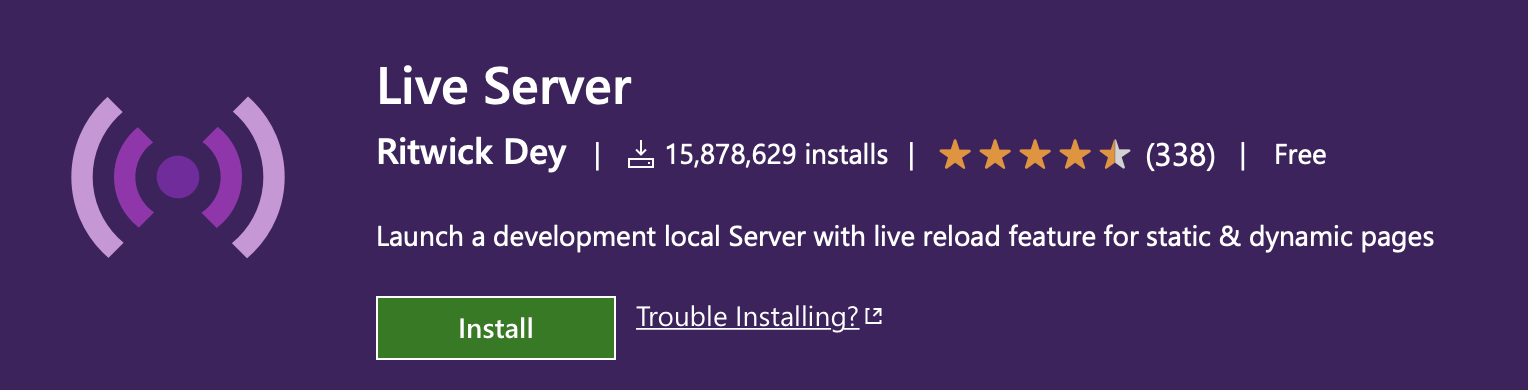 Live Server
Ritwick Dey | 15,878,629 installs | (338) | Free
Launch a development local Server with live reload feature for static & dynamic pages
Install
Trouble Installing?